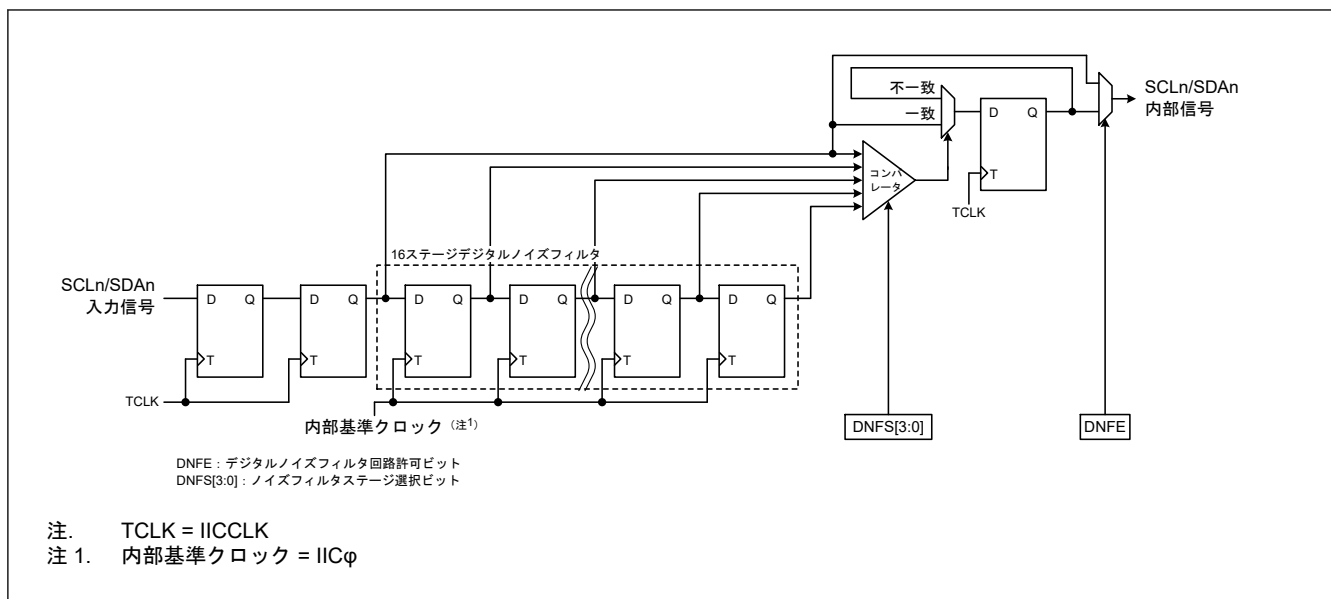 不一致
一致
D Q
T
TCLK
SCLn/SDAn
内部信号
コンパ
レータ
16ステージデジタルノイズフィルタ
SCLn/SDAn
入力信号
D Q
D Q
D Q
D Q
D Q
D Q
T
T
T
T
T
T
TCLK
内部基準クロック (注1)
DNFS[3:0]
DNFE
DNFE:デジタルノイズフィルタ回路許可ビット
DNFS[3:0]:ノイズフィルタステージ選択ビット
注. TCLK = IICCLK
注 1. 内部基準クロック = IICφ